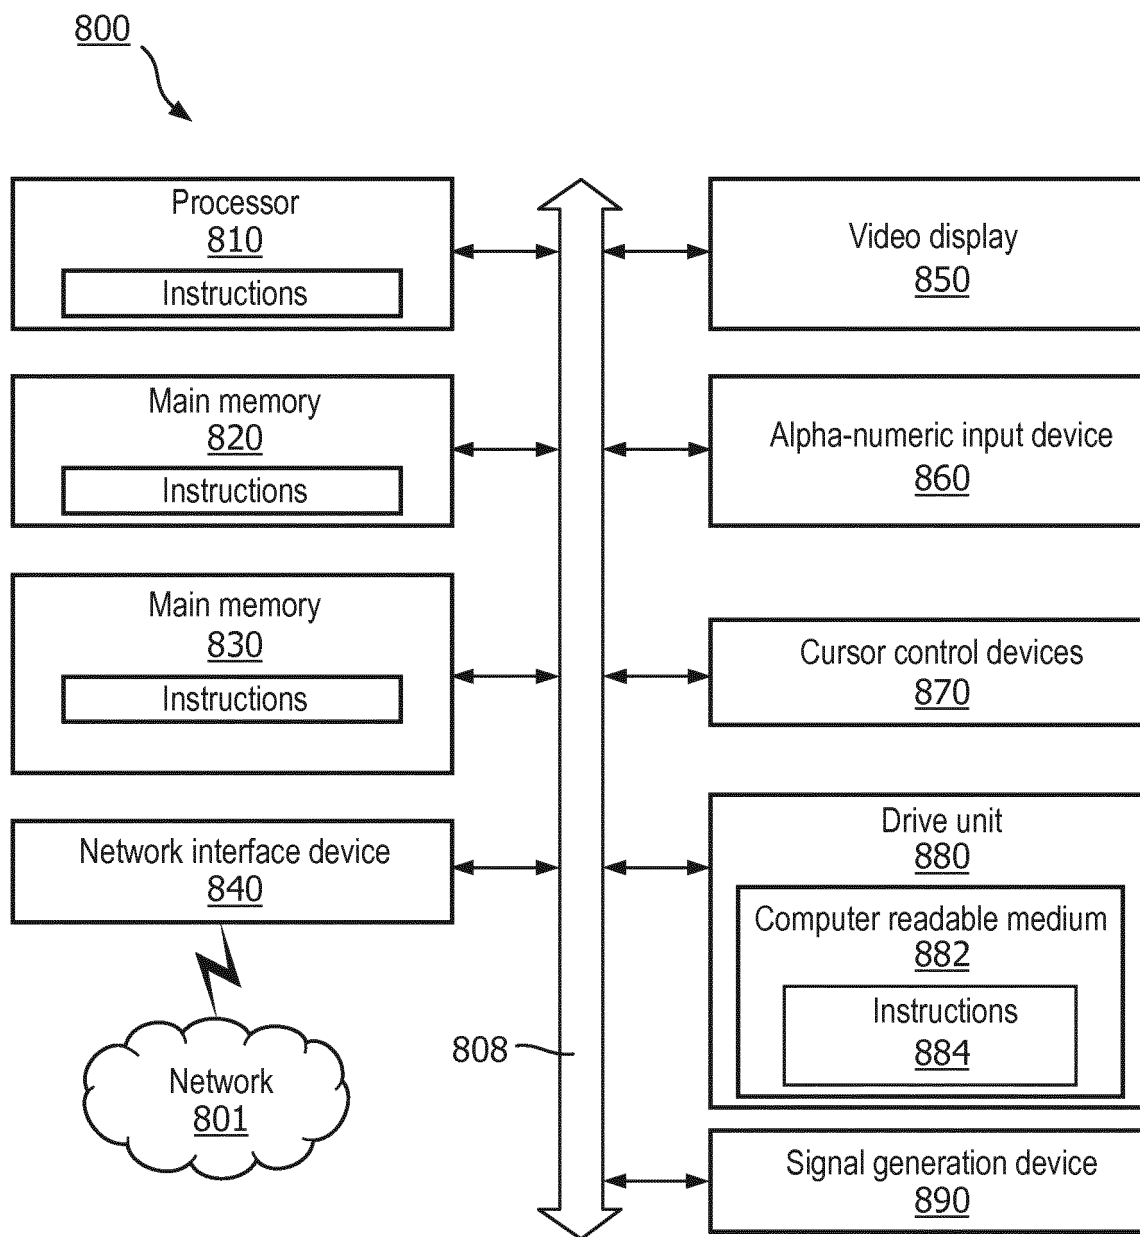 800
Processor
810
Instructions
Main memory
820
Instructions
Main memory
830
Instructions
Network interface device
840
Network
801
808
Video display
850
Alpha-numeric input device
860
Cursor control devices
870
Drive unit
880
Computer readable medium
882
Instructions
884
Signal generation device
890